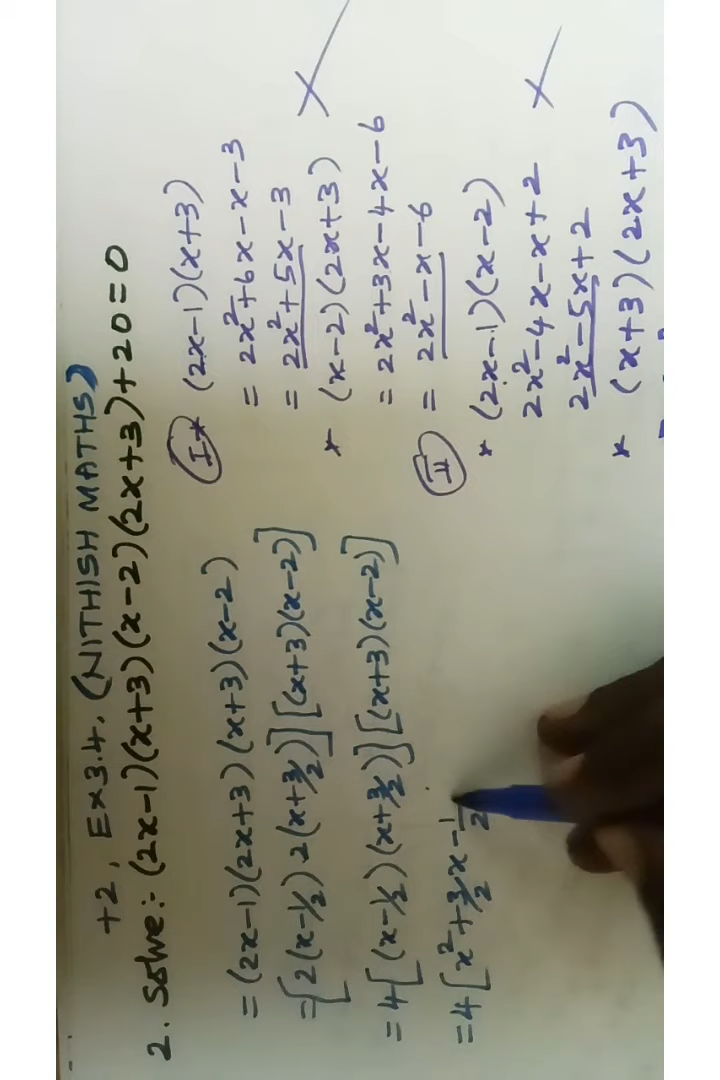 +2, Ex 3.4, (NITHISH MATHS)
2. Solve:- (2x-1)(x+3)(x-2)(2x+3)+20=0
= (2x-1)(2x+3)(x+3)(x-2)
= [2(x-1/2) 2(x+3/2)][(x+3)(x-2)]
= 4[(x-1/2)(x+3/2)][(x+3)(x-2)]
= 4[x²+3/2x-1/2
I * (2x-1)(x+3)
= 2x²+6x-x-3
= 2x²+5x-3
* (x-2)(2x+3)
= 2x²+3x-4x-6
= 2x²-x-6
II * (2x-1)(x-2)
2x²-4x-x+2
2x²-5x+2
* (x+3)(2x+3)